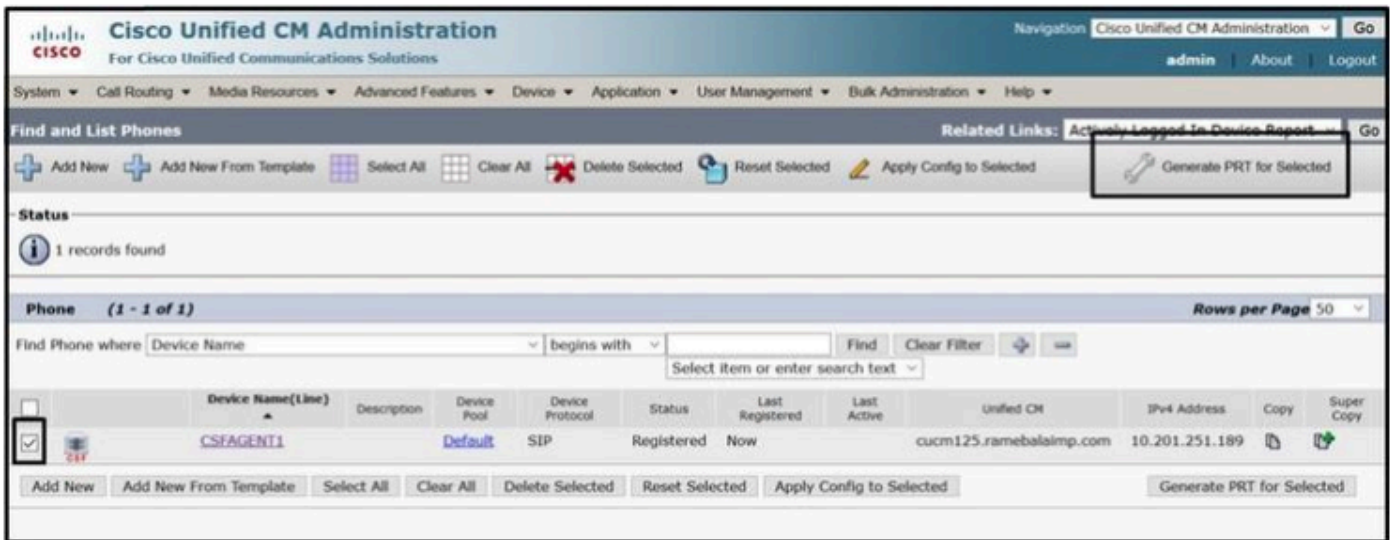 Cisco Unified CM Administration
Navigation Cisco Unified CM Administration Go
CISCO
For Cisco Unified Communications Solutions
admin About Logout
System Call Routing Media Resources Advanced Features Device Application User Management Bulk Administration Help
Find and List Phones
Related Links: Actively Logged In Device Report Go
Add New Add New From Template Select All Clear All Delete Selected Reset Selected Apply Config to Selected Generate PRT for Selected
Status
1 records found
Phone (1 - 1 of 1)
Rows per Page 50
Find Phone where Device Name begins with Find Clear Filter
Select item or enter search text
Device Name(Line) Description Device Pool Device Protocol Status Last Registered Last Active Unified CM IPv4 Address Copy Super Copy
CSF CSFAGENT1 Default SIP Registered Now cucm125.ramebalaimp.com 10.201.251.189
Add New Add New From Template Select All Clear All Delete Selected Reset Selected Apply Config to Selected Generate PRT for Selected